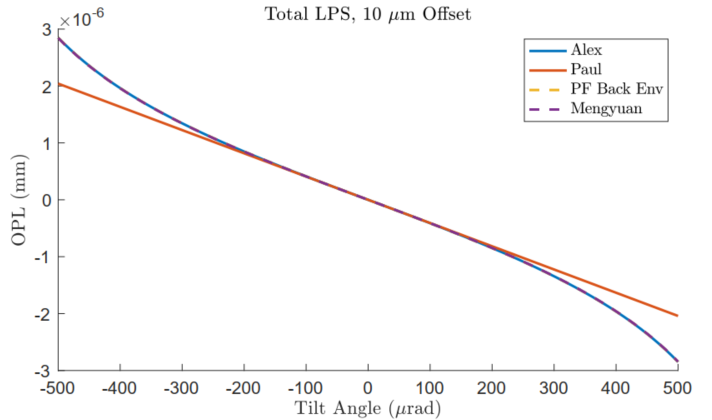 Total LPS, 10 μm Offset
×10⁻⁶
3
2
1
0
-1
-2
-3
OPL (mm)
Alex
Paul
PF Back Env
Mengyuan
-500 -400 -300 -200 -100 0 100 200 300 400 500
Tilt Angle (μrad)